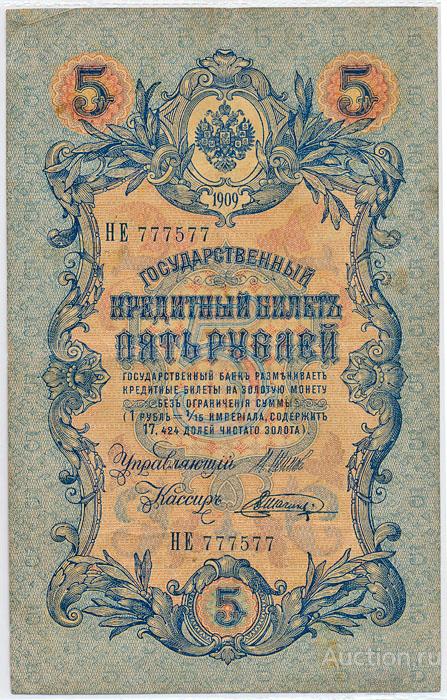 5 5
1909
НЕ 777577
ГОСУДАРСТВЕННЫЙ
КРЕДИТНЫЙ БИЛЕТЪ
ПЯТЬ РУБЛЕЙ
ГОСУДАРСТВЕННЫЙ БАНКЪ РАЗМѢНИВАЕТЪ
КРЕДИТНЫЕ БИЛЕТЫ НА ЗОЛОТУЮ МОНЕТУ
БЕЗЪ ОГРАНИЧЕНІЯ СУММЫ
(1 РУБЛЬ = 1/15 ИМПЕРІАЛА, СОДЕРЖИТЪ
17,424 ДОЛЕЙ ЧИСТАГО ЗОЛОТА).
Управляющій
Кассиръ
НЕ 777577
5
Auction.ru